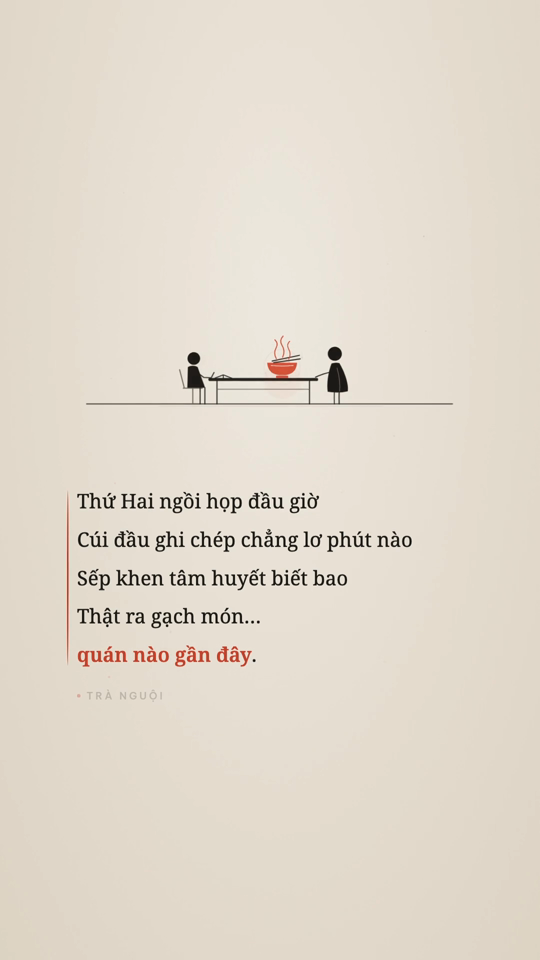 Thứ Hai ngồi họp đầu giờ
Cúi đầu ghi chép chẳng lơ phút nào
Sếp khen tâm huyết biết bao
Thật ra gạch món...
quán nào gần đây.
• TRÀ NGUỘI